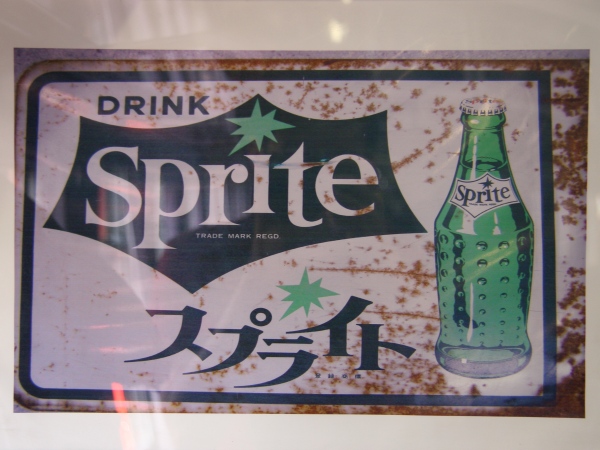 DRINK
Sprite
TRADE MARK REGD.
スプライト
Sprite